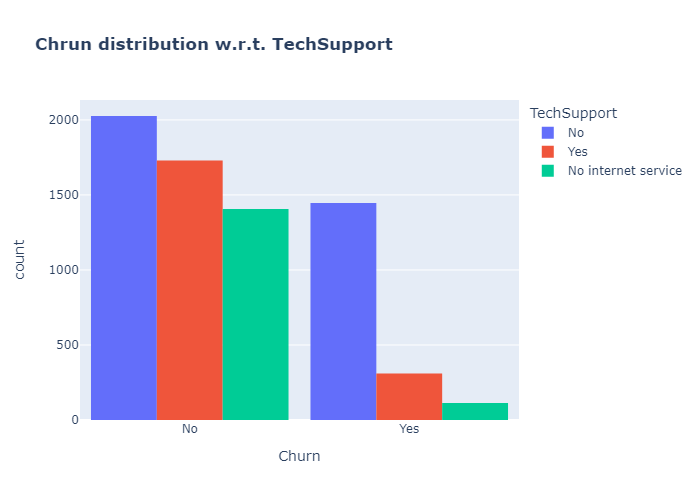 Chrun distribution w.r.t. TechSupport
TechSupport
No
Yes
No internet service
2000
1500
1000
500
0
count
No
Yes
Churn